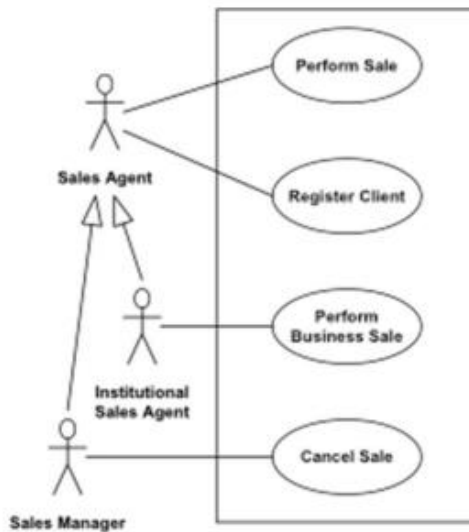 Perform Sale
Sales Agent
Register Client
Perform
Business Sale
Institutional
Sales Agent
Cancel Sale
Sales Manager